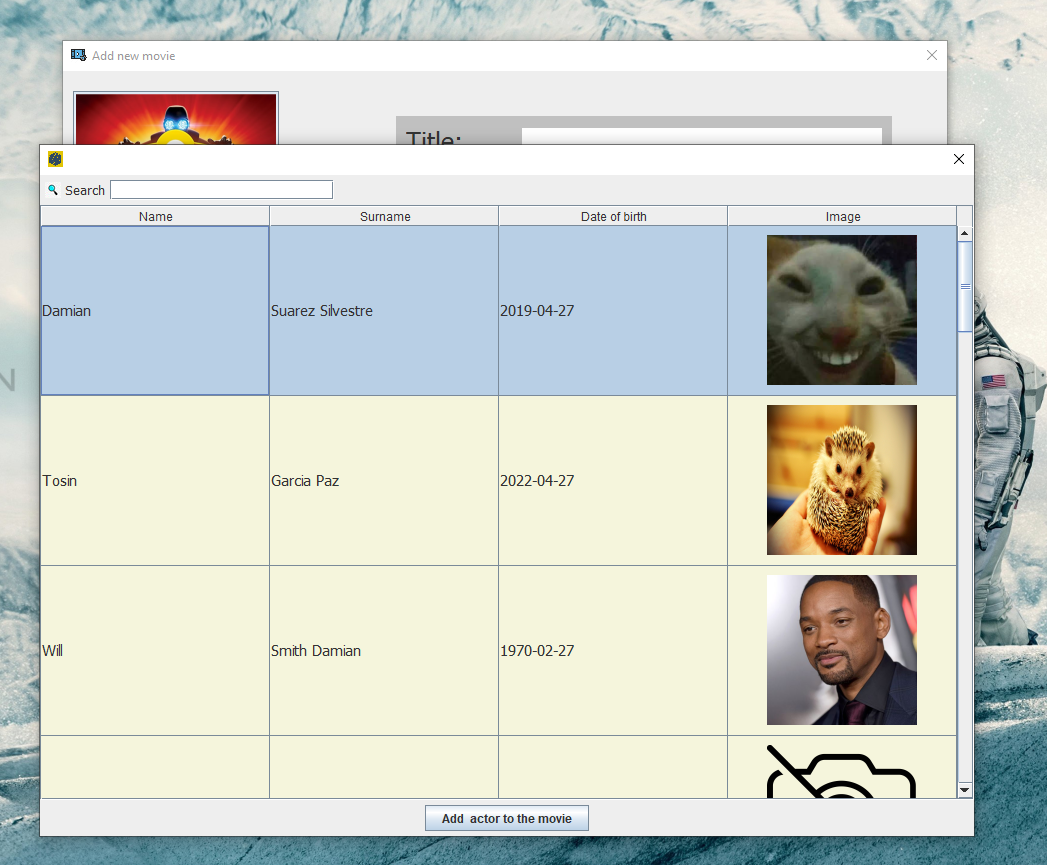 Add new movie
Title:
Search
Name Surname Date of birth Image
Damian Suarez Silvestre 2019-04-27
Tosin Garcia Paz 2022-04-27
Will Smith Damian 1970-02-27
N
Add  actor to the movie